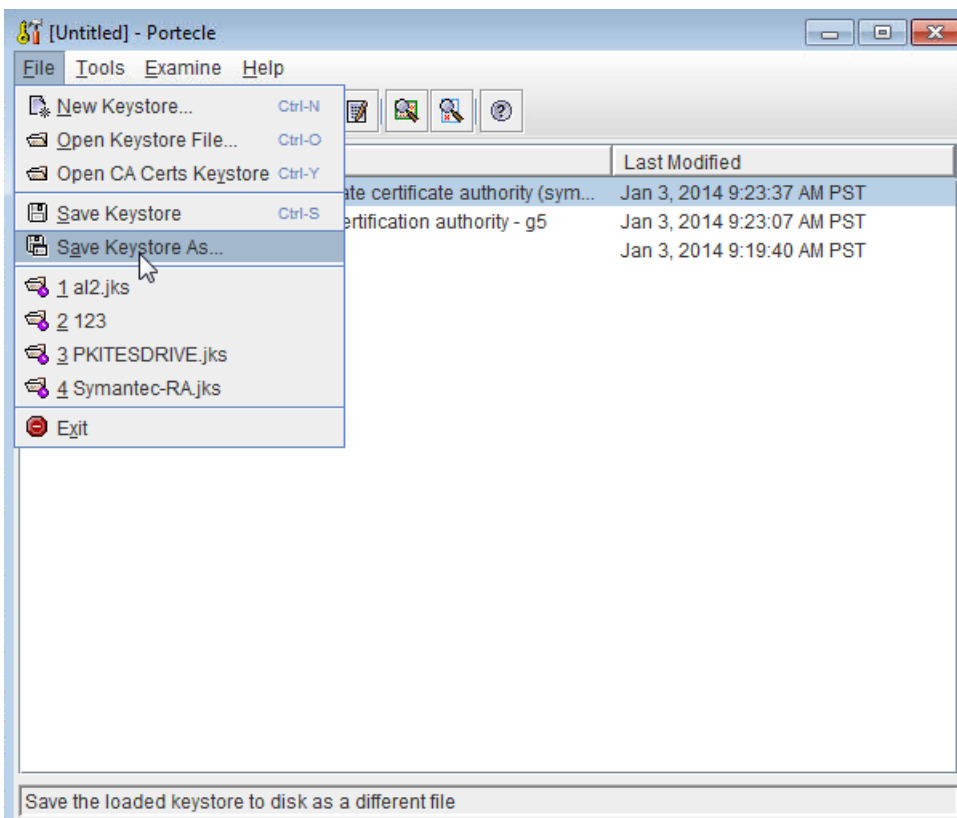 [Untitled] - Portecle
File Tools Examine Help
New Keystore... Ctrl-N
Open Keystore File... Ctrl-O
Open CA Certs Keystore Ctrl-Y
Save Keystore Ctrl-S
Save Keystore As...
1 al2.jks
2 123
3 PKITESDRIVE.jks
4 Symantec-RA.jks
Exit
Last Modified
ate certificate authority (sym... Jan 3, 2014 9:23:37 AM PST
ertification authority - g5 Jan 3, 2014 9:23:07 AM PST
Jan 3, 2014 9:19:40 AM PST
Save the loaded keystore to disk as a different file